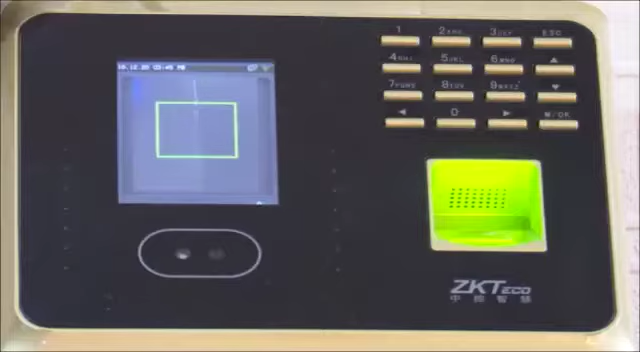 1 2ABC 3DEF ESC
4GHI 5JKL 6MNO ▲
7PQRS 8TUV 9WXYZ ▼
◄ 0 ► M/OK
ZKTECO
中控智慧